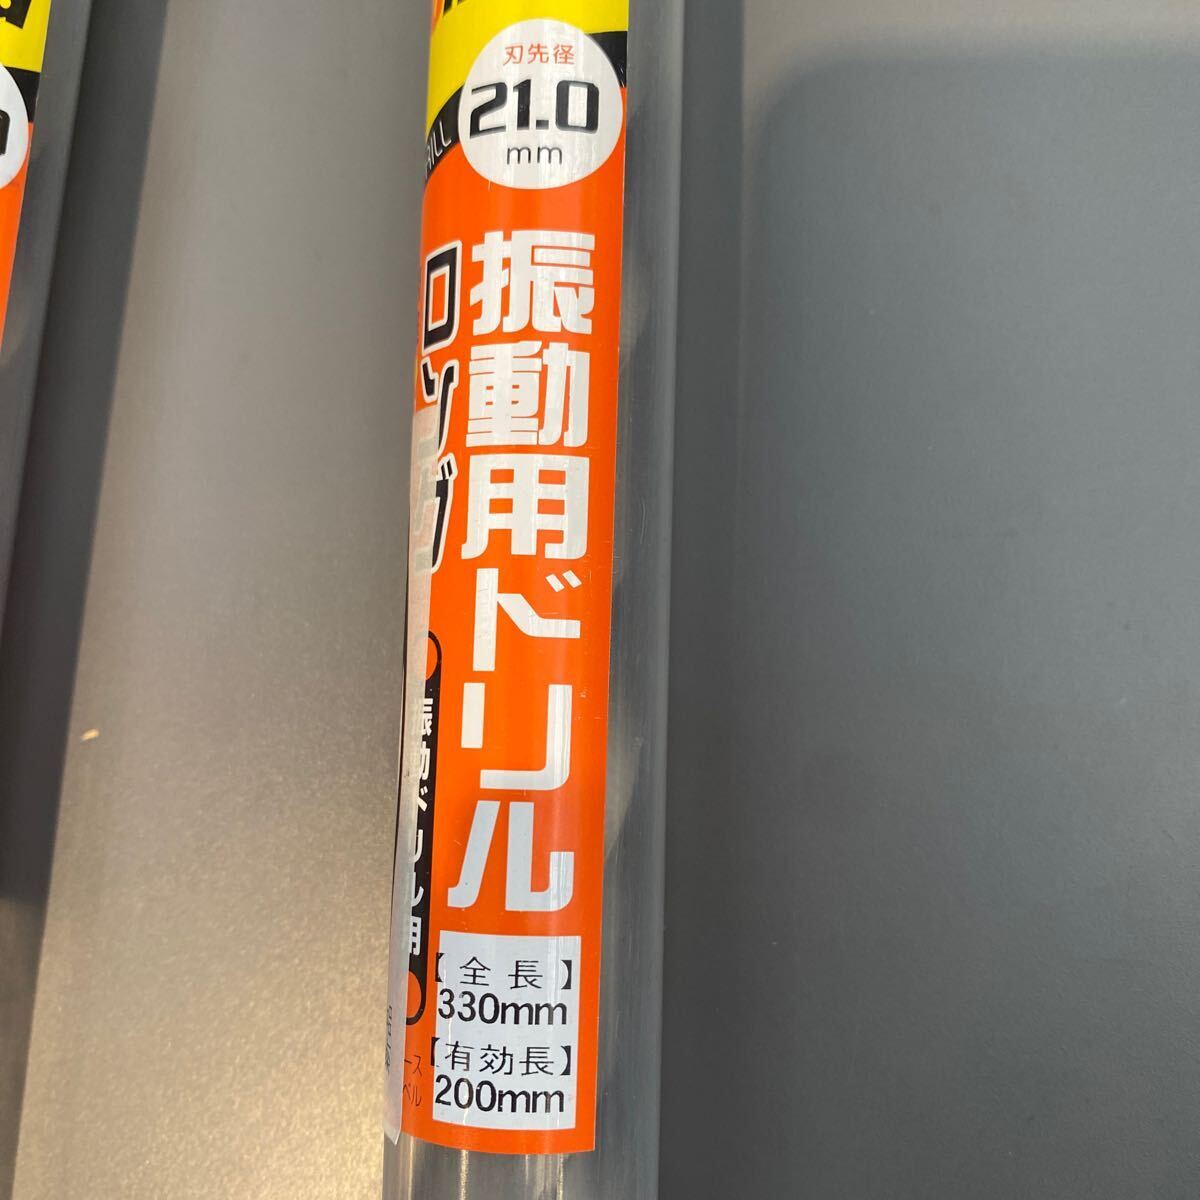 刃先径
21.0
mm
振動用ドリル
ロング
振動ドリル用
【全長】
330mm
【有効長】
200mm